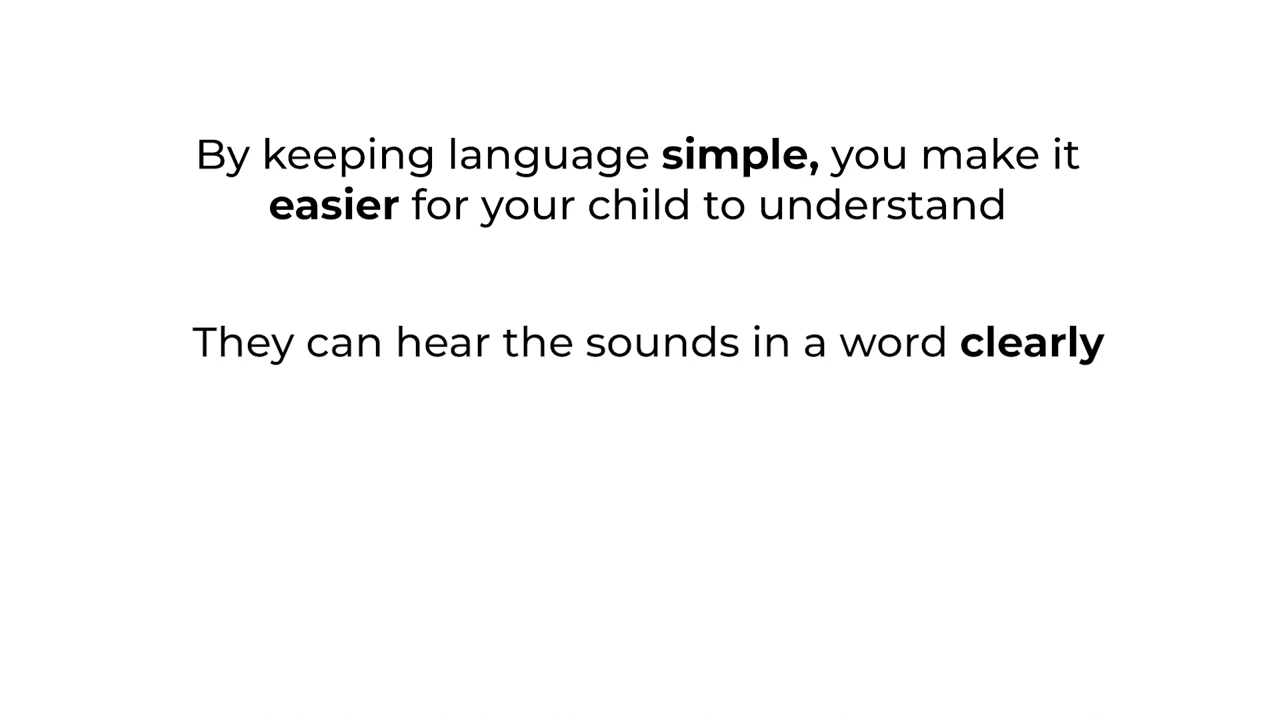 By keeping language simple, you make it
easier for your child to understand
They can hear the sounds in a word clearly